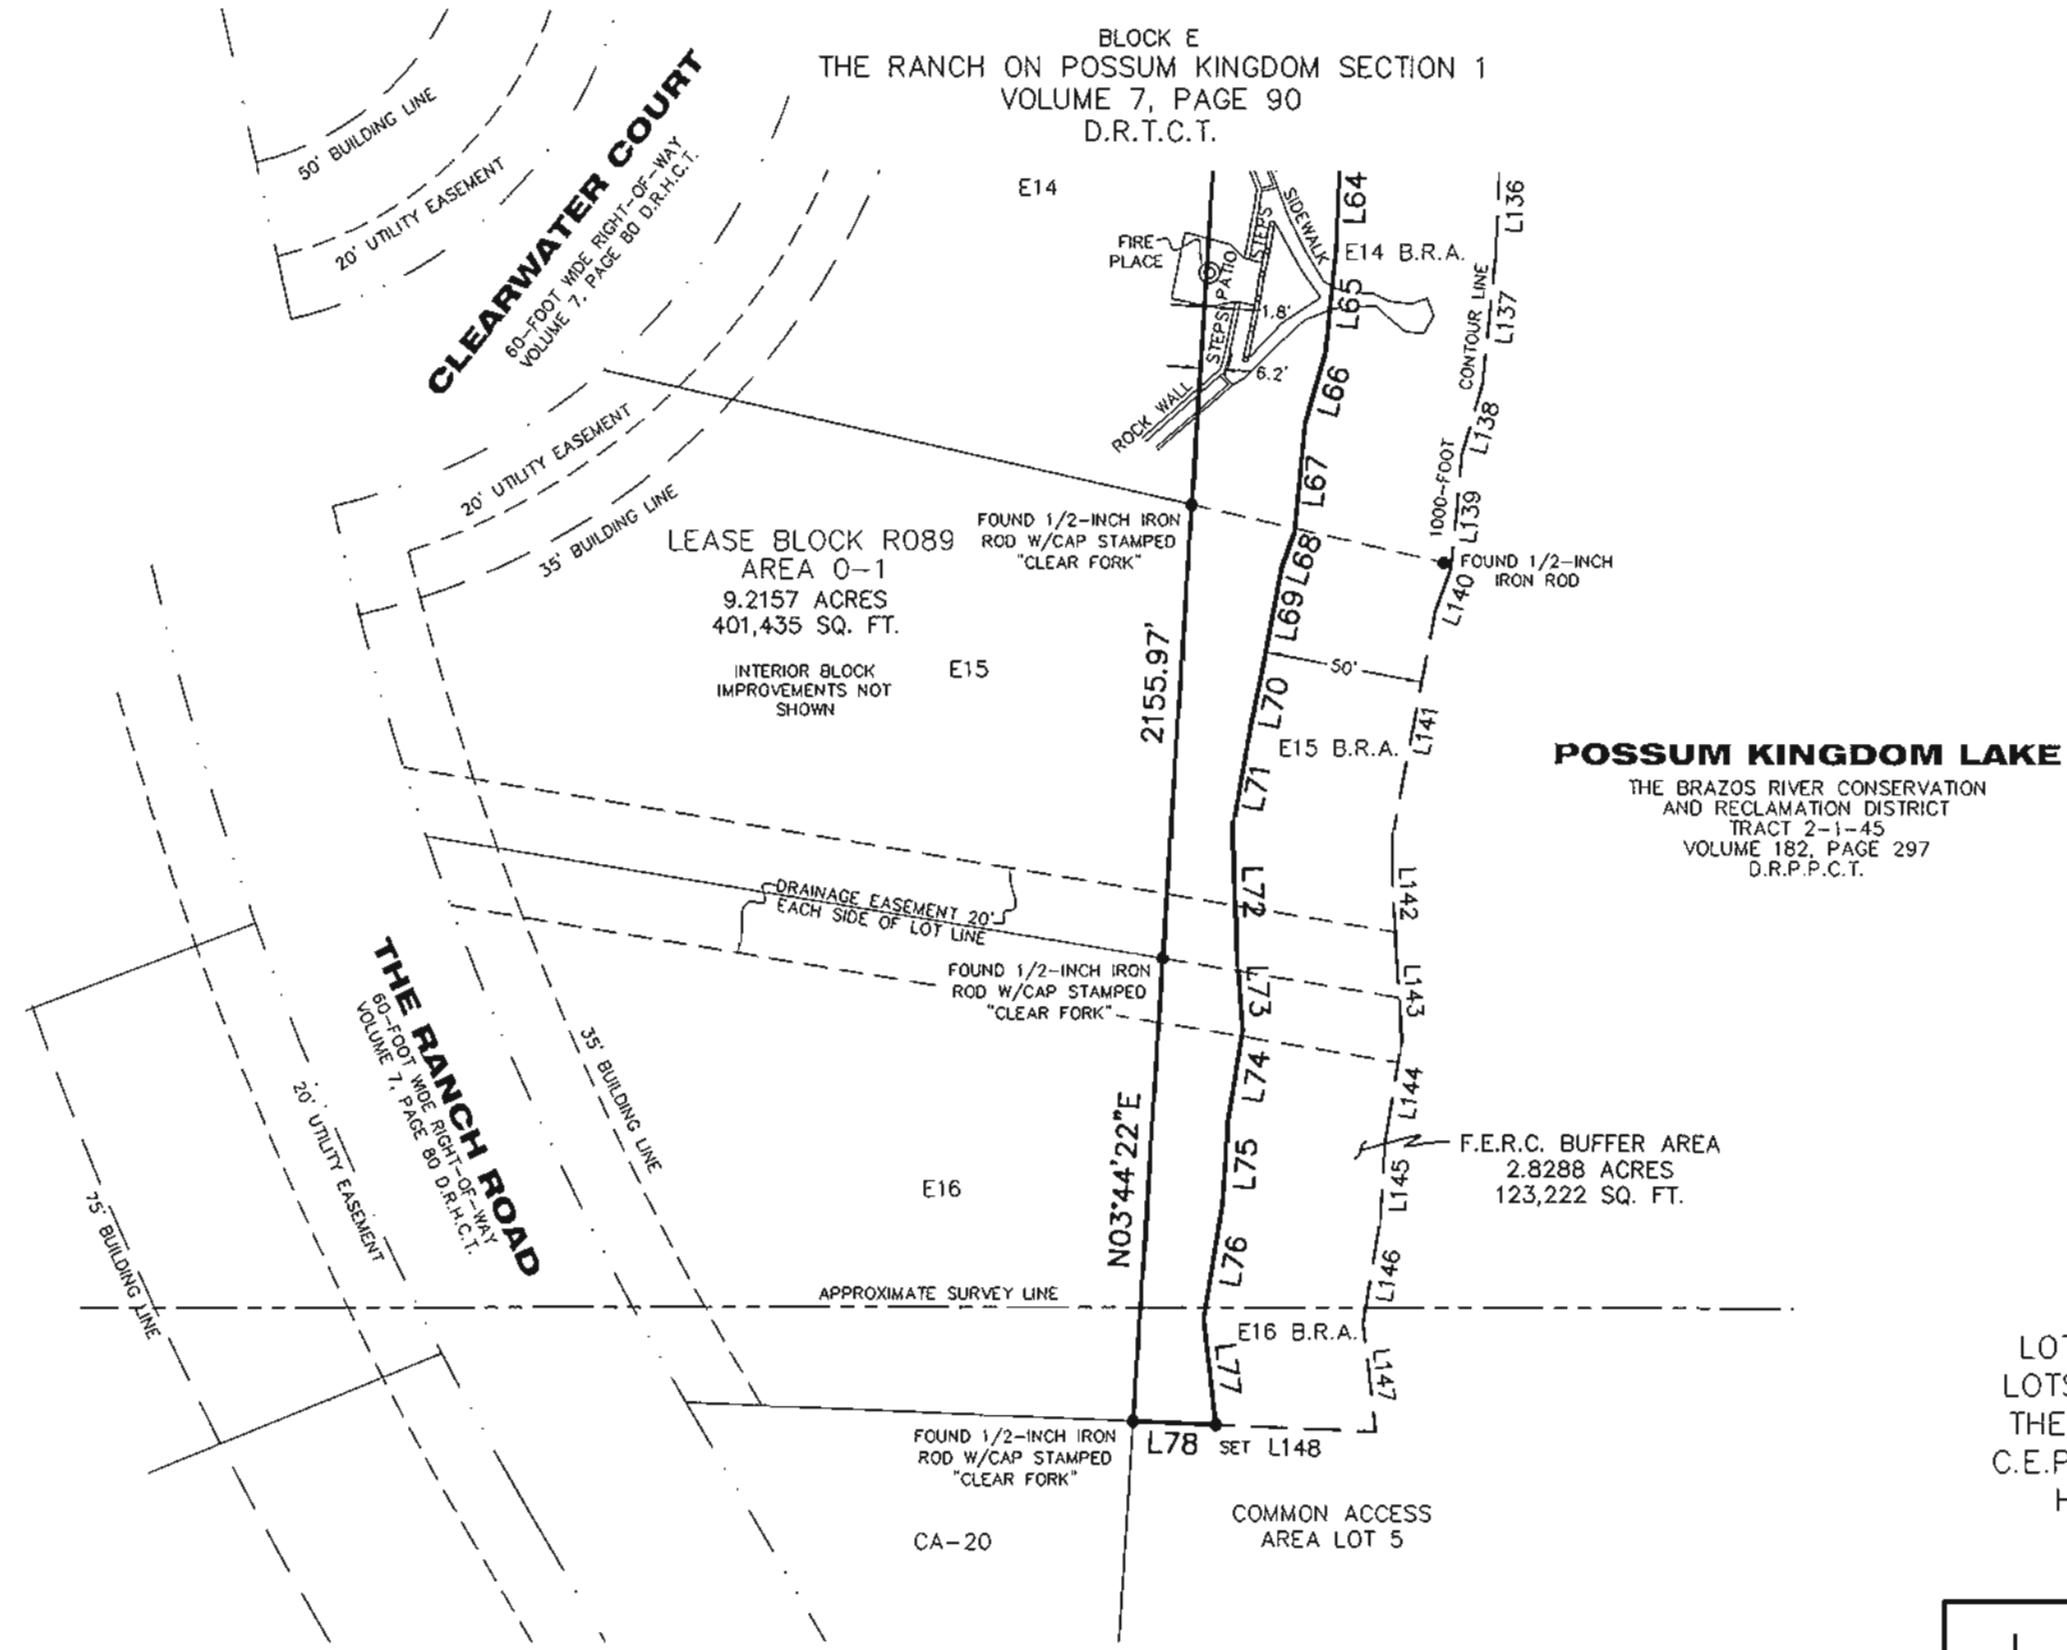 BLOCK E
THE RANCH ON POSSUM KINGDOM SECTION 1
VOLUME 7, PAGE 90
D.R.T.C.T.
50' BUILDING LINE
20' UTILITY EASEMENT
CLEARWATER COURT
60-FOOT WIDE RIGHT-OF-WAY
VOLUME 7, PAGE 80 D.R.H.C.T.
E14
STEPS
SIDEWALK
L64
L136
FIRE
PLACE
PATIO
E14 B.R.A.
L65
1.8'
STEPS
6.2'
ROCK WALL
L66
L137
1000-FOOT CONTOUR LINE
L138
20' UTILITY EASEMENT
35' BUILDING LINE
L67
L139
FOUND 1/2-INCH IRON
ROD W/CAP STAMPED
"CLEAR FORK"
LEASE BLOCK R089
AREA O-1
9.2157 ACRES
401,435 SQ. FT.
INTERIOR BLOCK
IMPROVEMENTS NOT
SHOWN
E15
L68
FOUND 1/2-INCH
IRON ROD
L69
L140
2155.97'
50'
L70
L141
E15 B.R.A.
L71
POSSUM KINGDOM LAKE
THE BRAZOS RIVER CONSERVATION
AND RECLAMATION DISTRICT
TRACT 2-1-45
VOLUME 182, PAGE 297
D.R.P.P.C.T.
L72
L142
DRAINAGE EASEMENT 20'
EACH SIDE OF LOT LINE
FOUND 1/2-INCH IRON
ROD W/CAP STAMPED
"CLEAR FORK"
L73
L143
THE RANCH ROAD
60-FOOT WIDE RIGHT-OF-WAY
VOLUME 7, PAGE 80 D.R.H.C.T.
35' BUILDING LINE
20' UTILITY EASEMENT
75' BUILDING LINE
L74
L144
N03°44'22"E
E16
L75
L145
F.E.R.C. BUFFER AREA
2.8288 ACRES
123,222 SQ. FT.
L76
L146
APPROXIMATE SURVEY LINE
E16 B.R.A.
L77
L147
FOUND 1/2-INCH IRON
ROD W/CAP STAMPED
"CLEAR FORK"
L78
SET
L148
CA-20
COMMON ACCESS
AREA LOT 5
THE
C.E.P